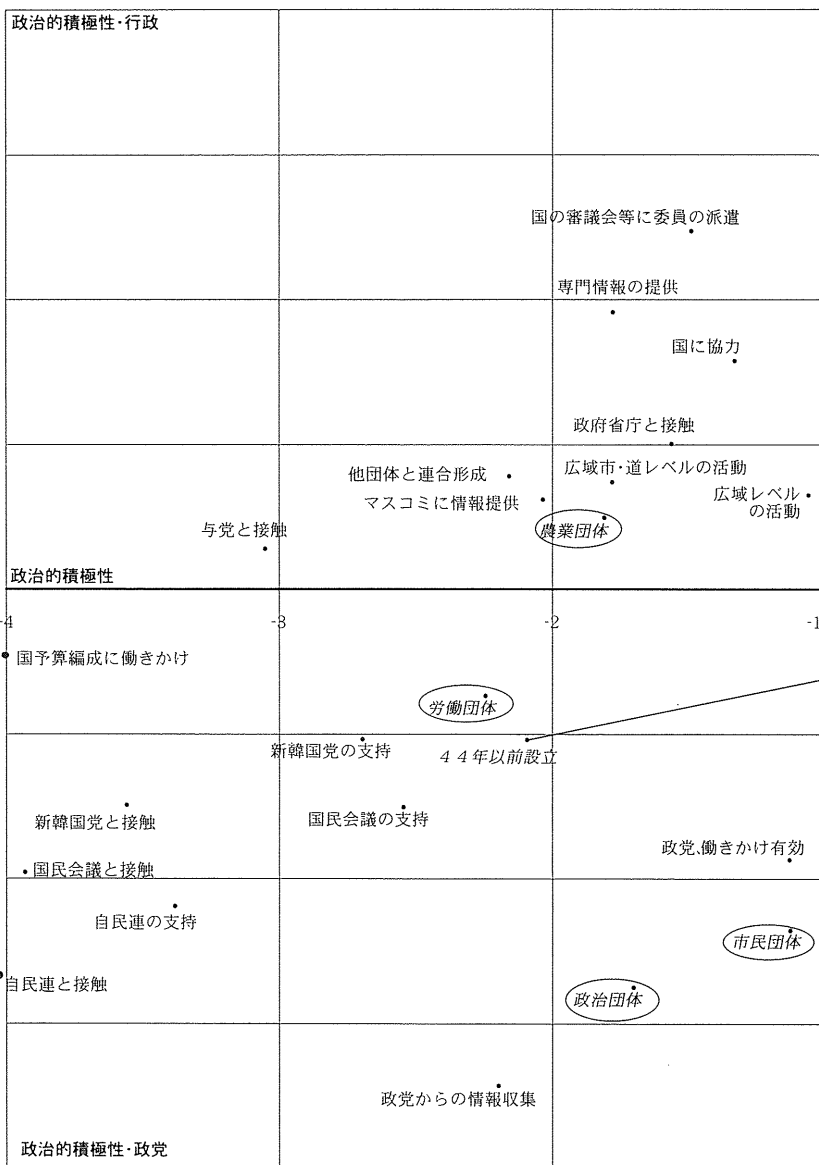 政治的積極性・行政
国の審議会等に委員の派遣
専門情報の提供
国に協力
政府省庁と接触
他団体と連合形成
広域市・道レベルの活動
マスコミに情報提供
広域レベル
の活動
農業団体
与党と接触
政治的積極性
-4
-3
-2
-1
国予算編成に働きかけ
労働団体
新韓国党の支持
44年以前設立
新韓国党と接触
国民会議の支持
政党、働きかけ有効
国民会議と接触
自民連の支持
市民団体
自民連と接触
政治団体
政党からの情報収集
政治的積極性・政党